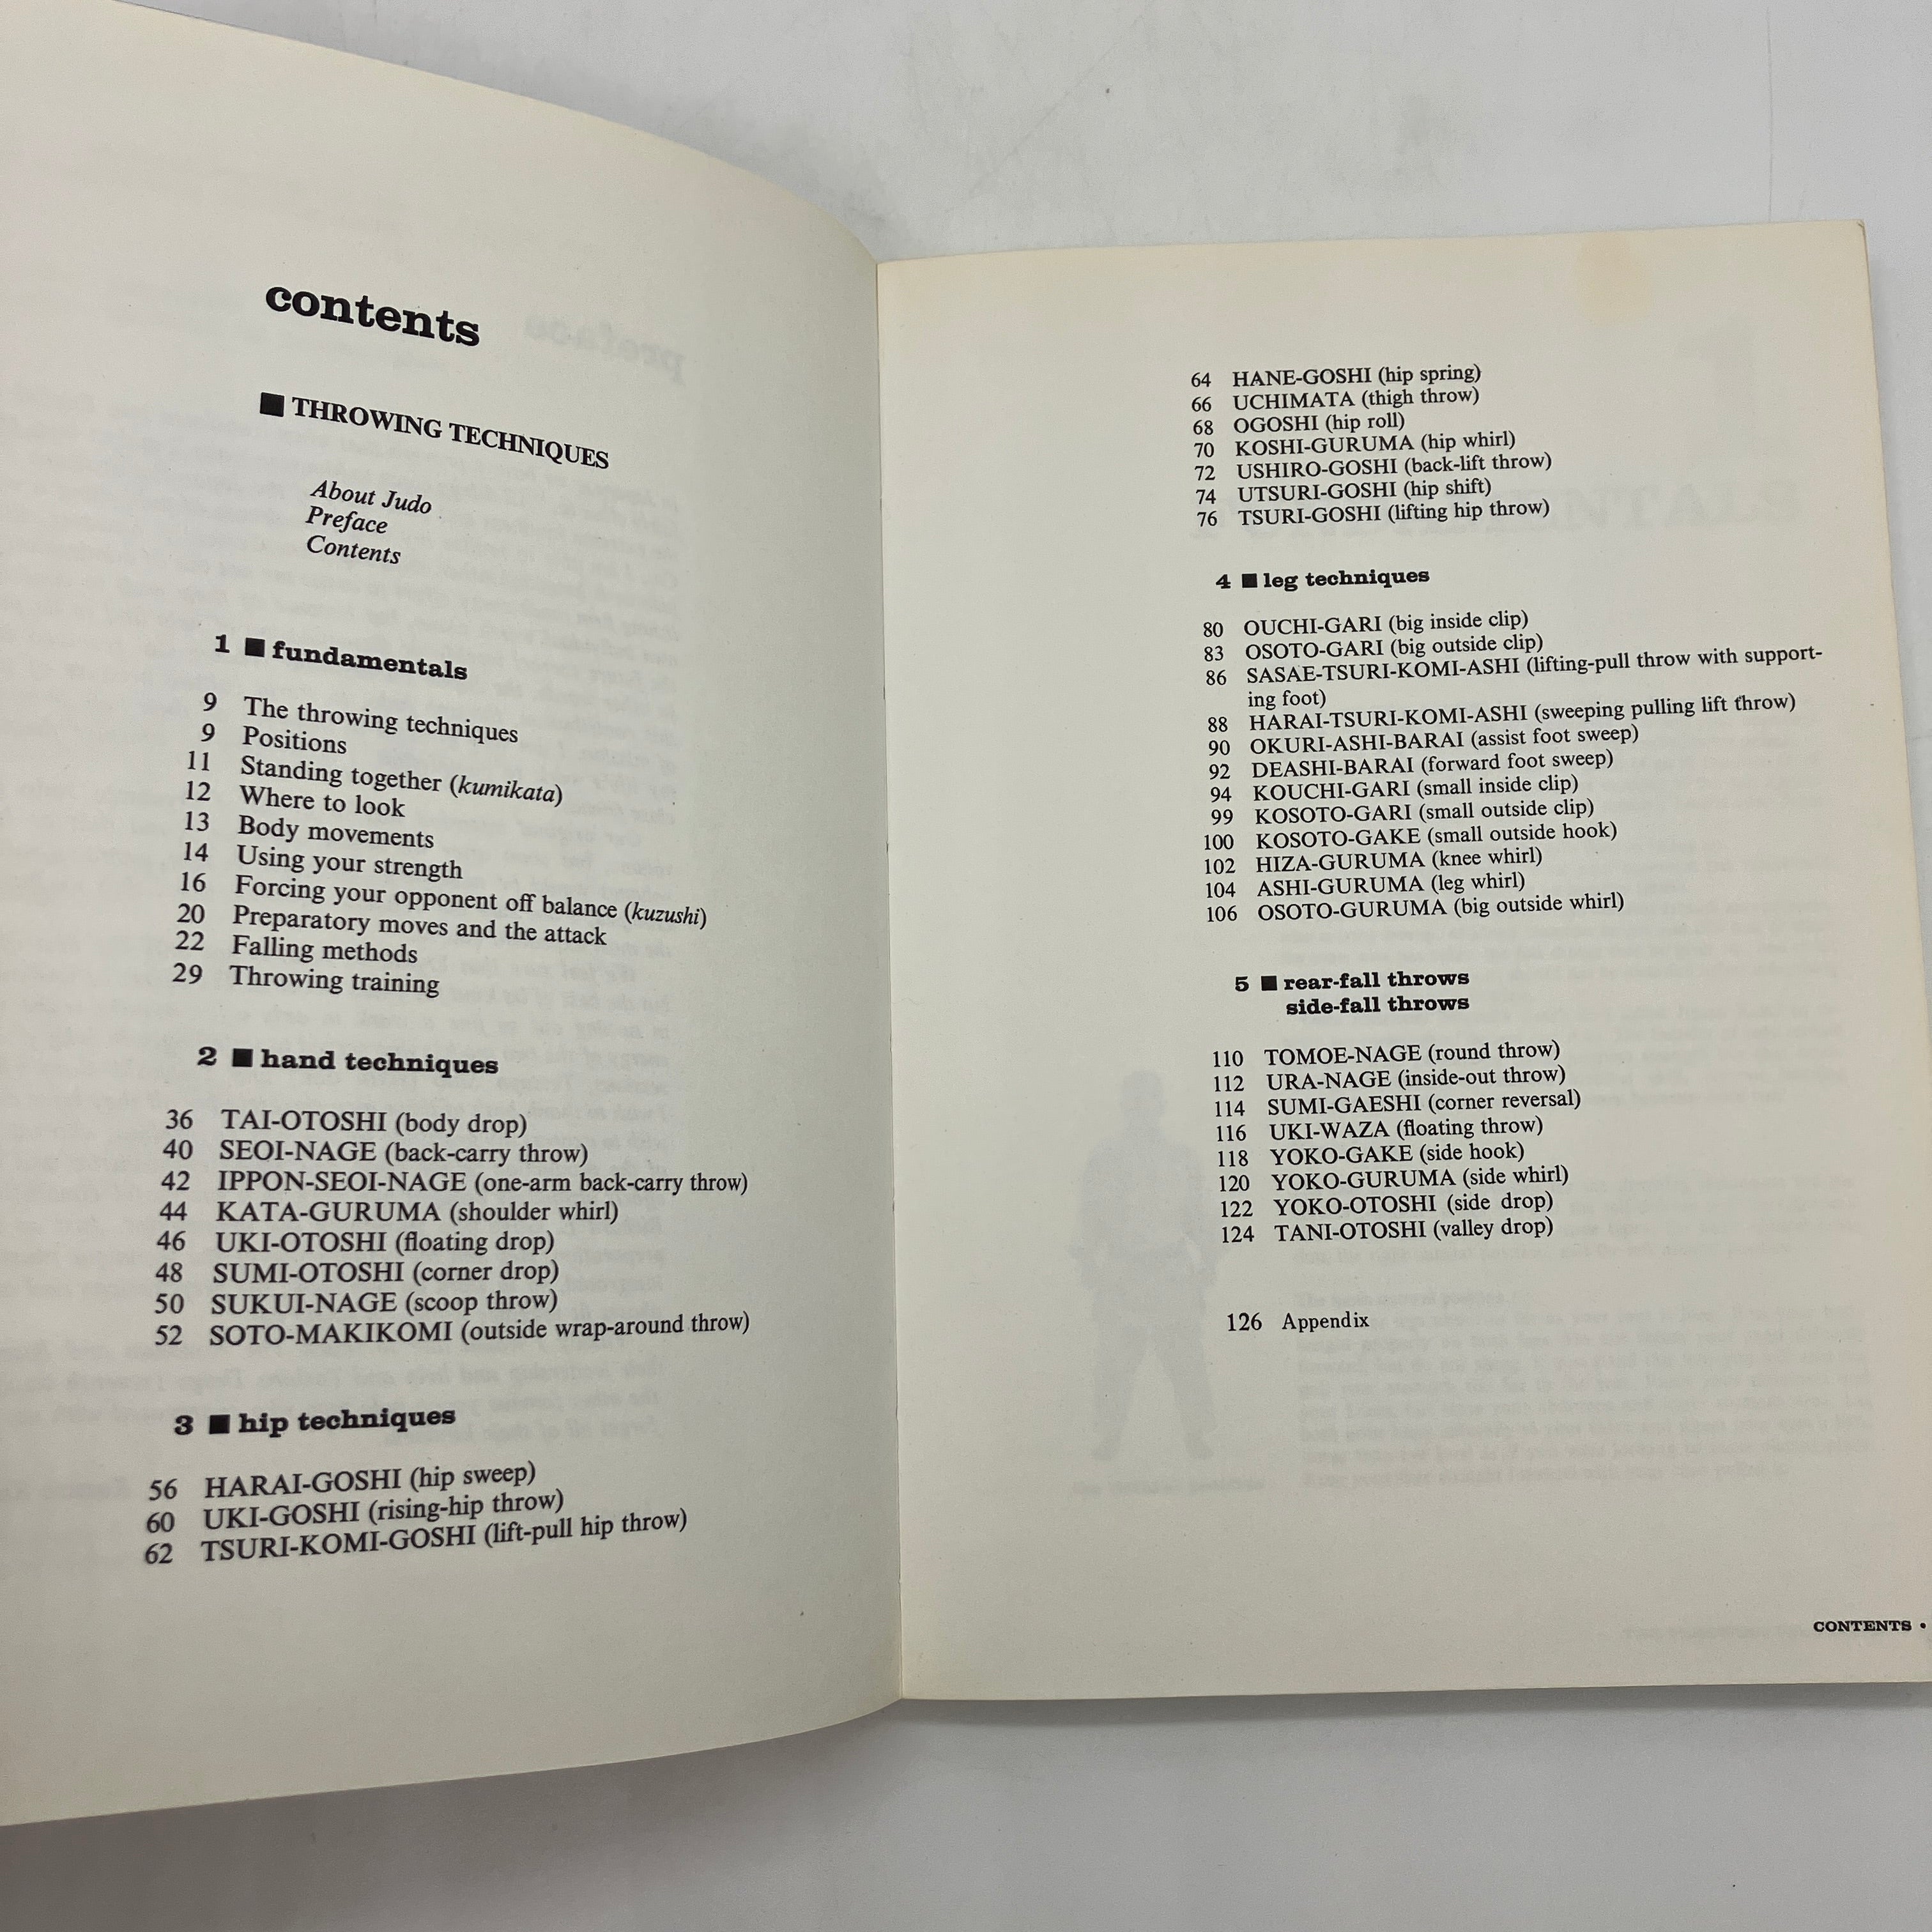 contents
■ THROWING TECHNIQUES
About Judo
Preface
Contents
1 ■ fundamentals
9 The throwing techniques
9 Positions
11 Standing together (kumikata)
12 Where to look
13 Body movements
14 Using your strength
16 Forcing your opponent off balance (kuzushi)
20 Preparatory moves and the attack
22 Falling methods
29 Throwing training
2 ■ hand techniques
36 TAI-OTOSHI (body drop)
40 SEOI-NAGE (back-carry throw)
42 IPPON-SEOI-NAGE (one-arm back-carry throw)
44 KATA-GURUMA (shoulder whirl)
46 UKI-OTOSHI (floating drop)
48 SUMI-OTOSHI (corner drop)
50 SUKUI-NAGE (scoop throw)
52 SOTO-MAKIKOMI (outside wrap-around throw)
3 ■ hip techniques
56 HARAI-GOSHI (hip sweep)
60 UKI-GOSHI (rising-hip throw)
62 TSURI-KOMI-GOSHI (lift-pull hip throw)
64 HANE-GOSHI (hip spring)
66 UCHIMATA (thigh throw)
68 OGOSHI (hip roll)
70 KOSHI-GURUMA (hip whirl)
72 USHIRO-GOSHI (back-lift throw)
74 UTSURI-GOSHI (hip shift)
76 TSURI-GOSHI (lifting hip throw)
4 ■ leg techniques
80 OUCHI-GARI (big inside clip)
83 OSOTO-GARI (big outside clip)
86 SASAE-TSURI-KOMI-ASHI (lifting-pull throw with support-
ing foot)
88 HARAI-TSURI-KOMI-ASHI (sweeping pulling lift throw)
90 OKURI-ASHI-BARAI (assist foot sweep)
92 DEASHI-BARAI (forward foot sweep)
94 KOUCHI-GARI (small inside clip)
99 KOSOTO-GARI (small outside clip)
100 KOSOTO-GAKE (small outside hook)
102 HIZA-GURUMA (knee whirl)
104 ASHI-GURUMA (leg whirl)
106 OSOTO-GURUMA (big outside whirl)
5 ■ rear-fall throws
side-fall throws
110 TOMOE-NAGE (round throw)
112 URA-NAGE (inside-out throw)
114 SUMI-GAESHI (corner reversal)
116 UKI-WAZA (floating throw)
118 YOKO-GAKE (side hook)
120 YOKO-GURUMA (side whirl)
122 YOKO-OTOSHI (side drop)
124 TANI-OTOSHI (valley drop)
126 Appendix
CONTENTS •